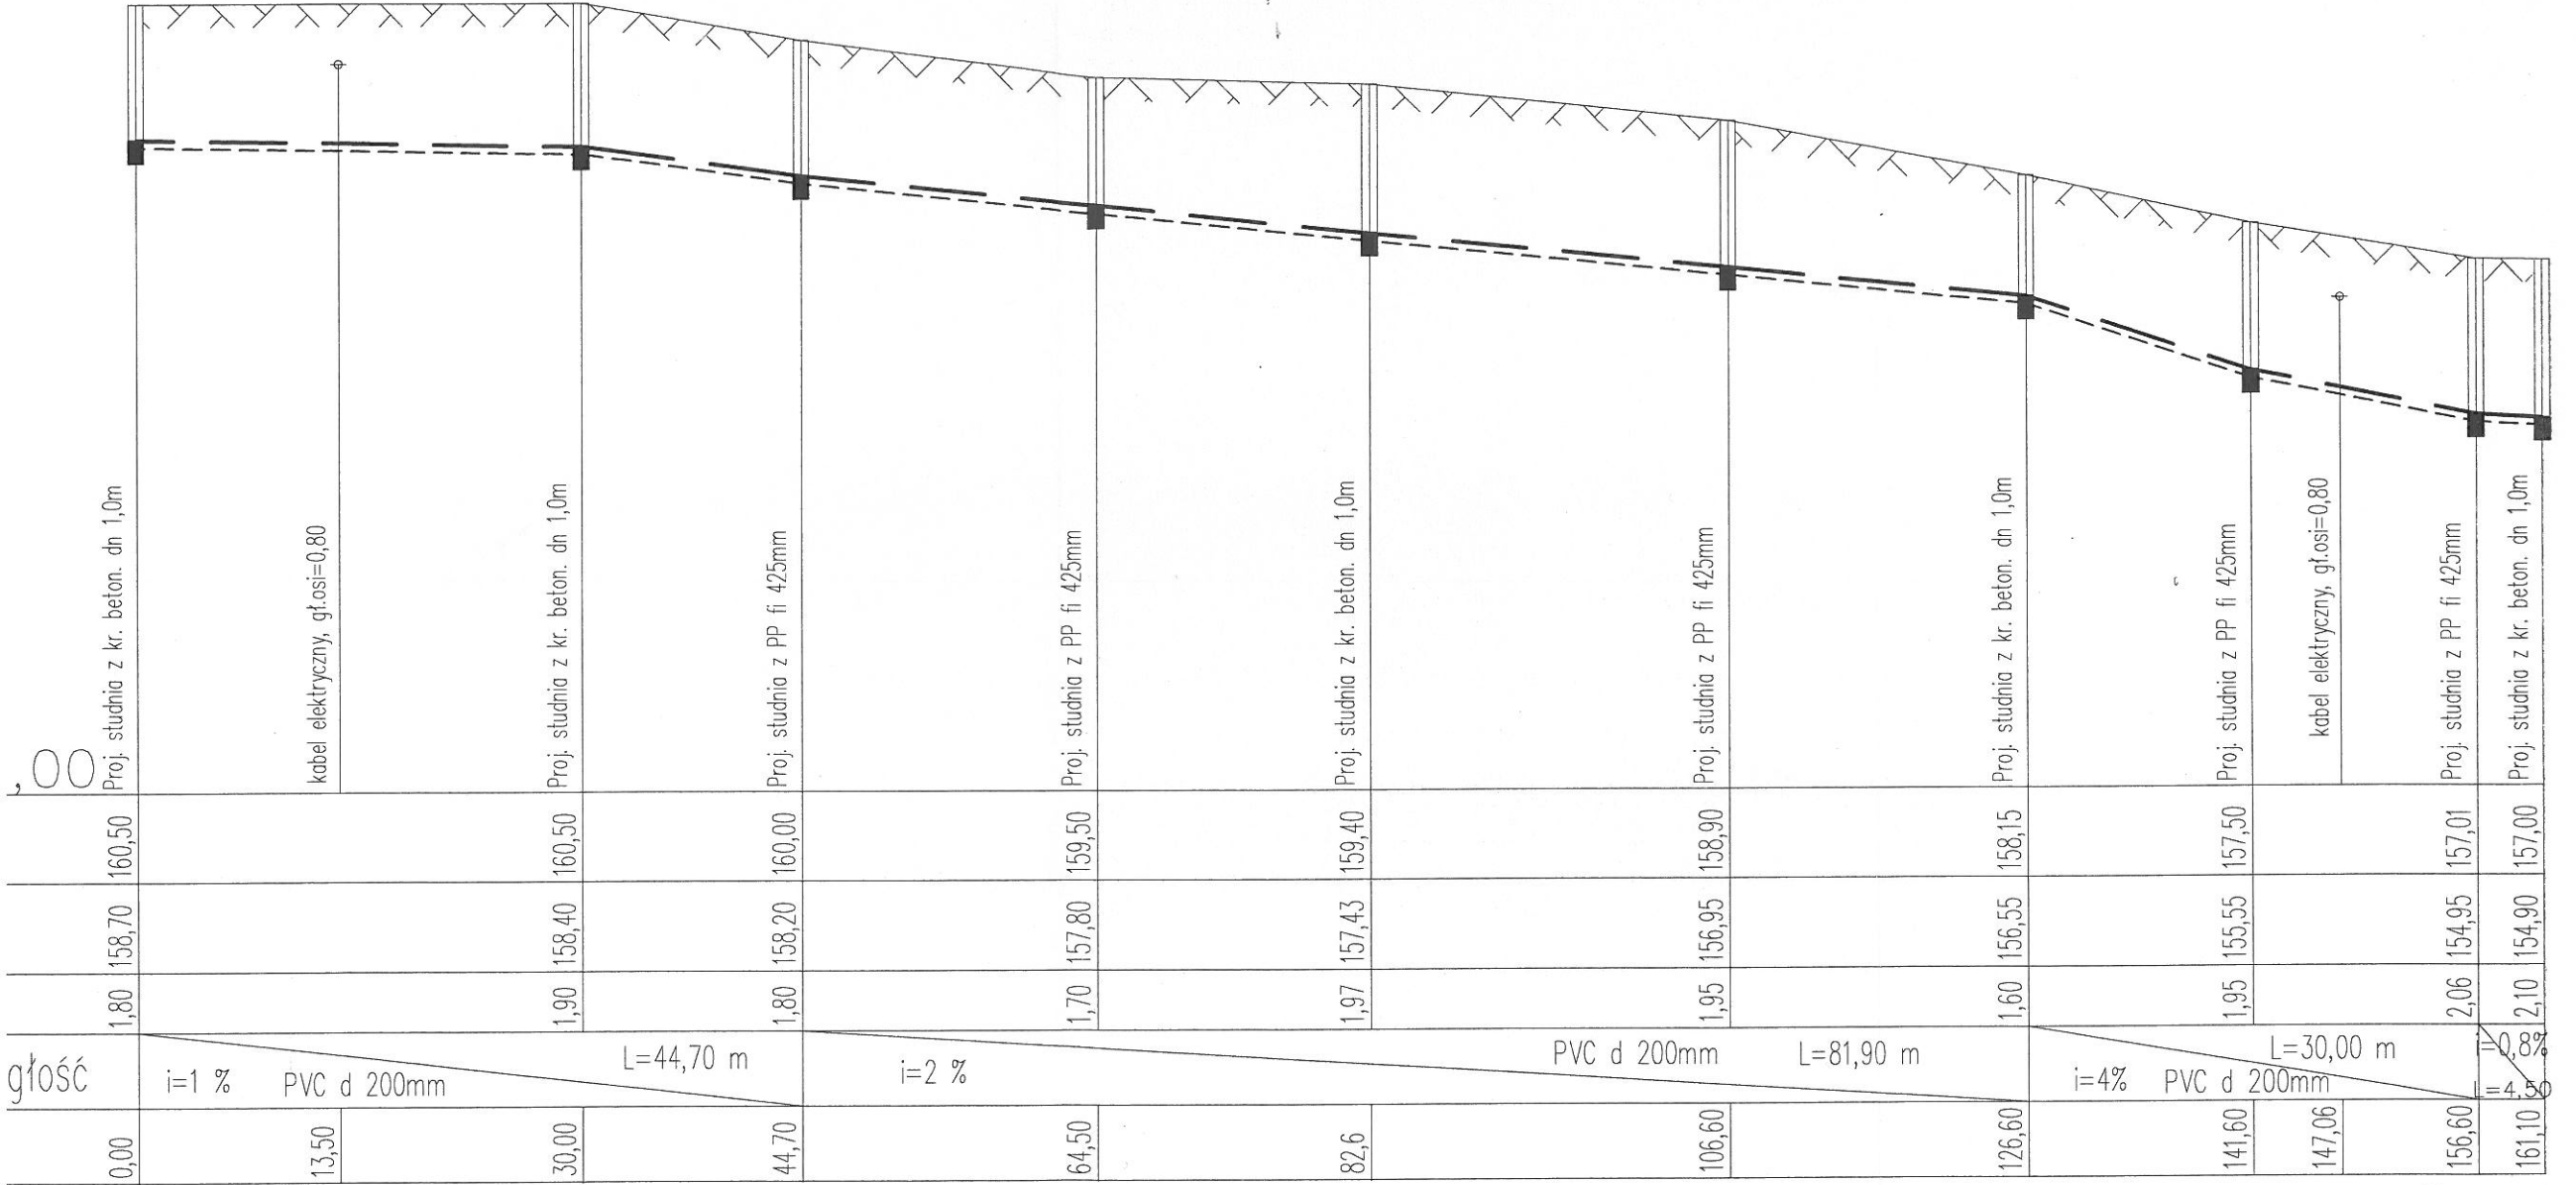 Proj. studnia z kr. beton. dn 1,0m
kabel elektryczny, gł.osi=0,80
Proj. studnia z kr. beton. dn 1,0m
Proj. studnia z PP fi 425mm
Proj. studnia z PP fi 425mm
Proj. studnia z kr. beton. dn 1,0m
Proj. studnia z PP fi 425mm
Proj. studnia z kr. beton. dn 1,0m
Proj. studnia z PP fi 425mm
kabel elektryczny, gł.osi=0,80
Proj. studnia z PP fi 425mm
Proj. studnia z kr. beton. dn 1,0m
,00
160,50 160,50 160,00 159,50 159,40 158,90 158,15 157,50 157,01 157,00
158,70 158,40 158,20 157,80 157,43 156,95 156,55 155,55 154,95 154,90
1,80 1,90 1,80 1,70 1,97 1,95 1,60 1,95 2,06 2,10
L=44,70 m PVC d 200mm L=81,90 m L=30,00 m i=0,8%
głość i=1 % PVC d 200mm i=2 % i=4% PVC d 200mm L=4,50
0,00 13,50 30,00 44,70 64,50 82,6 106,60 126,60 141,60 147,06 156,60 161,10